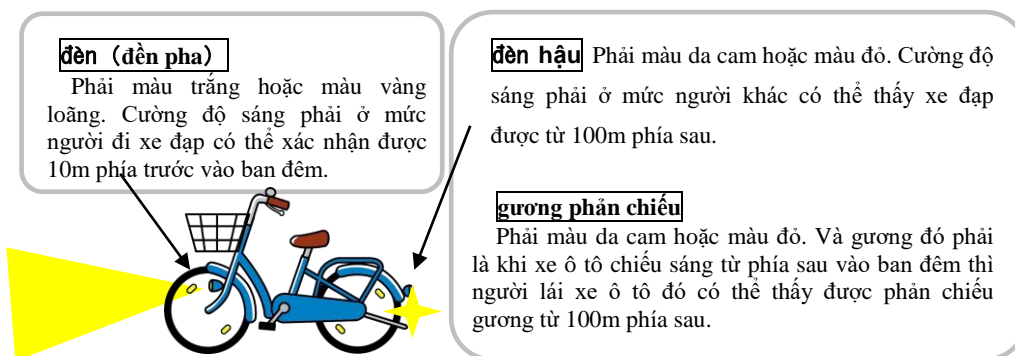 đèn（đền pha）
Phải màu trắng hoặc màu vàng
loãng. Cường độ sáng phải ở mức
người đi xe đạp có thể xác nhận được
10m phía trước vào ban đêm.
đèn hậu Phải màu da cam hoặc màu đỏ. Cường độ
sáng phải ở mức người khác có thể thấy xe đạp
được từ 100m phía sau.
gương phản chiếu
Phải màu da cam hoặc màu đỏ. Và gương đó phải
là khi xe ô tô chiếu sáng từ phía sau vào ban đêm thì
người lái xe ô tô đó có thể thấy được phản chiếu
gương từ 100m phía sau.